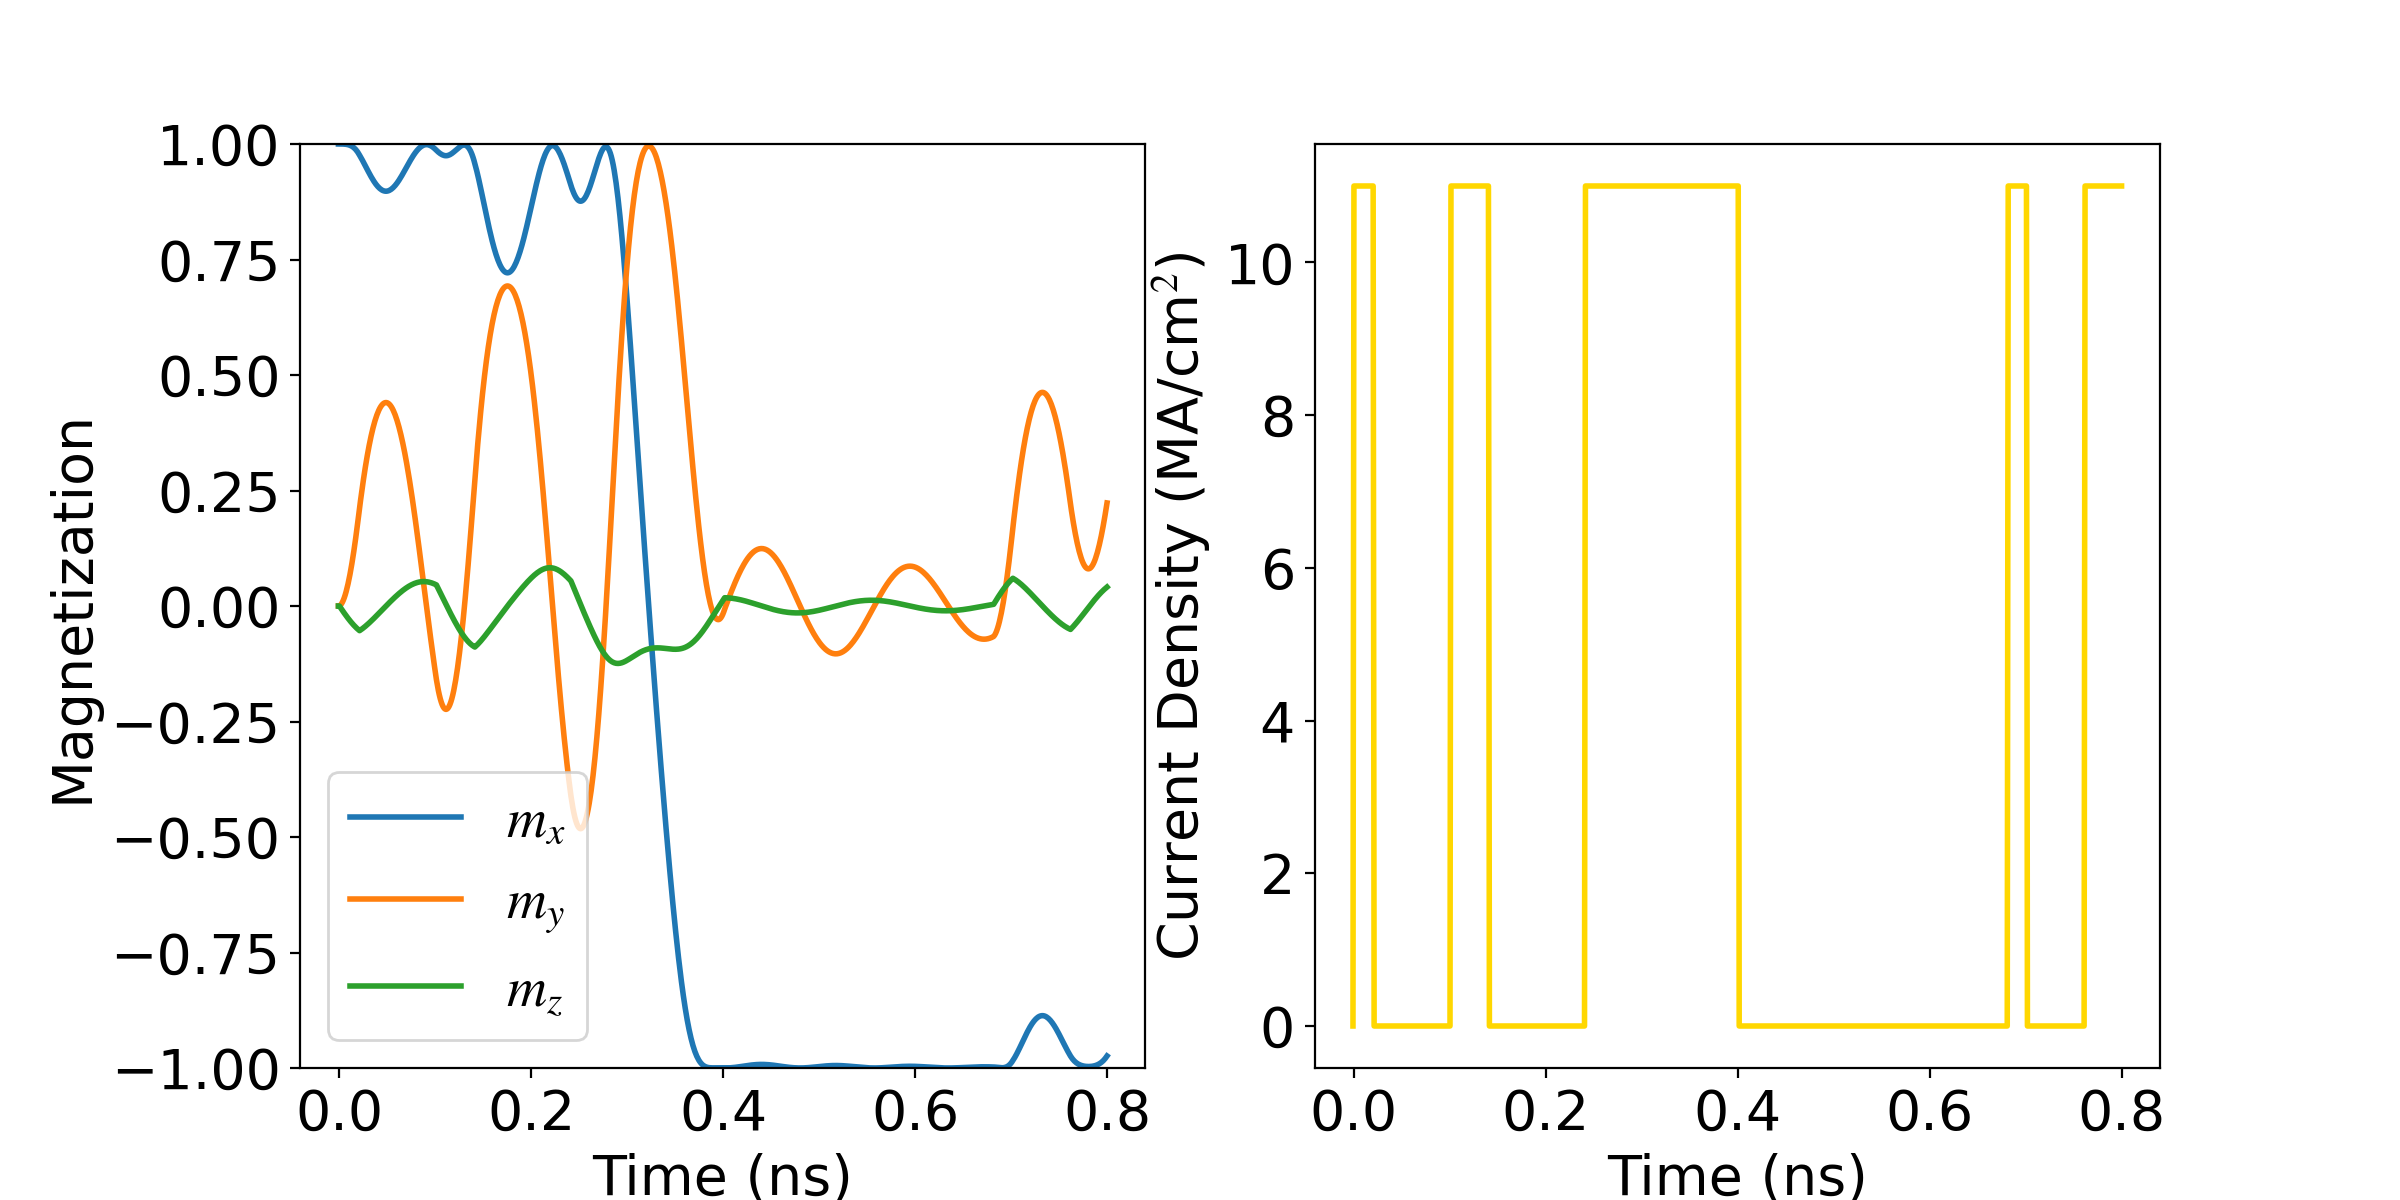 Magnetization
1.00
0.75
0.50
0.25
0.00
−0.25
−0.50
−0.75
−1.00
m_x
m_y
m_z
0.0 0.2 0.4 0.6 0.8
Time (ns)
Current Density (MA/cm²)
10
8
6
4
2
0
0.0 0.2 0.4 0.6 0.8
Time (ns)